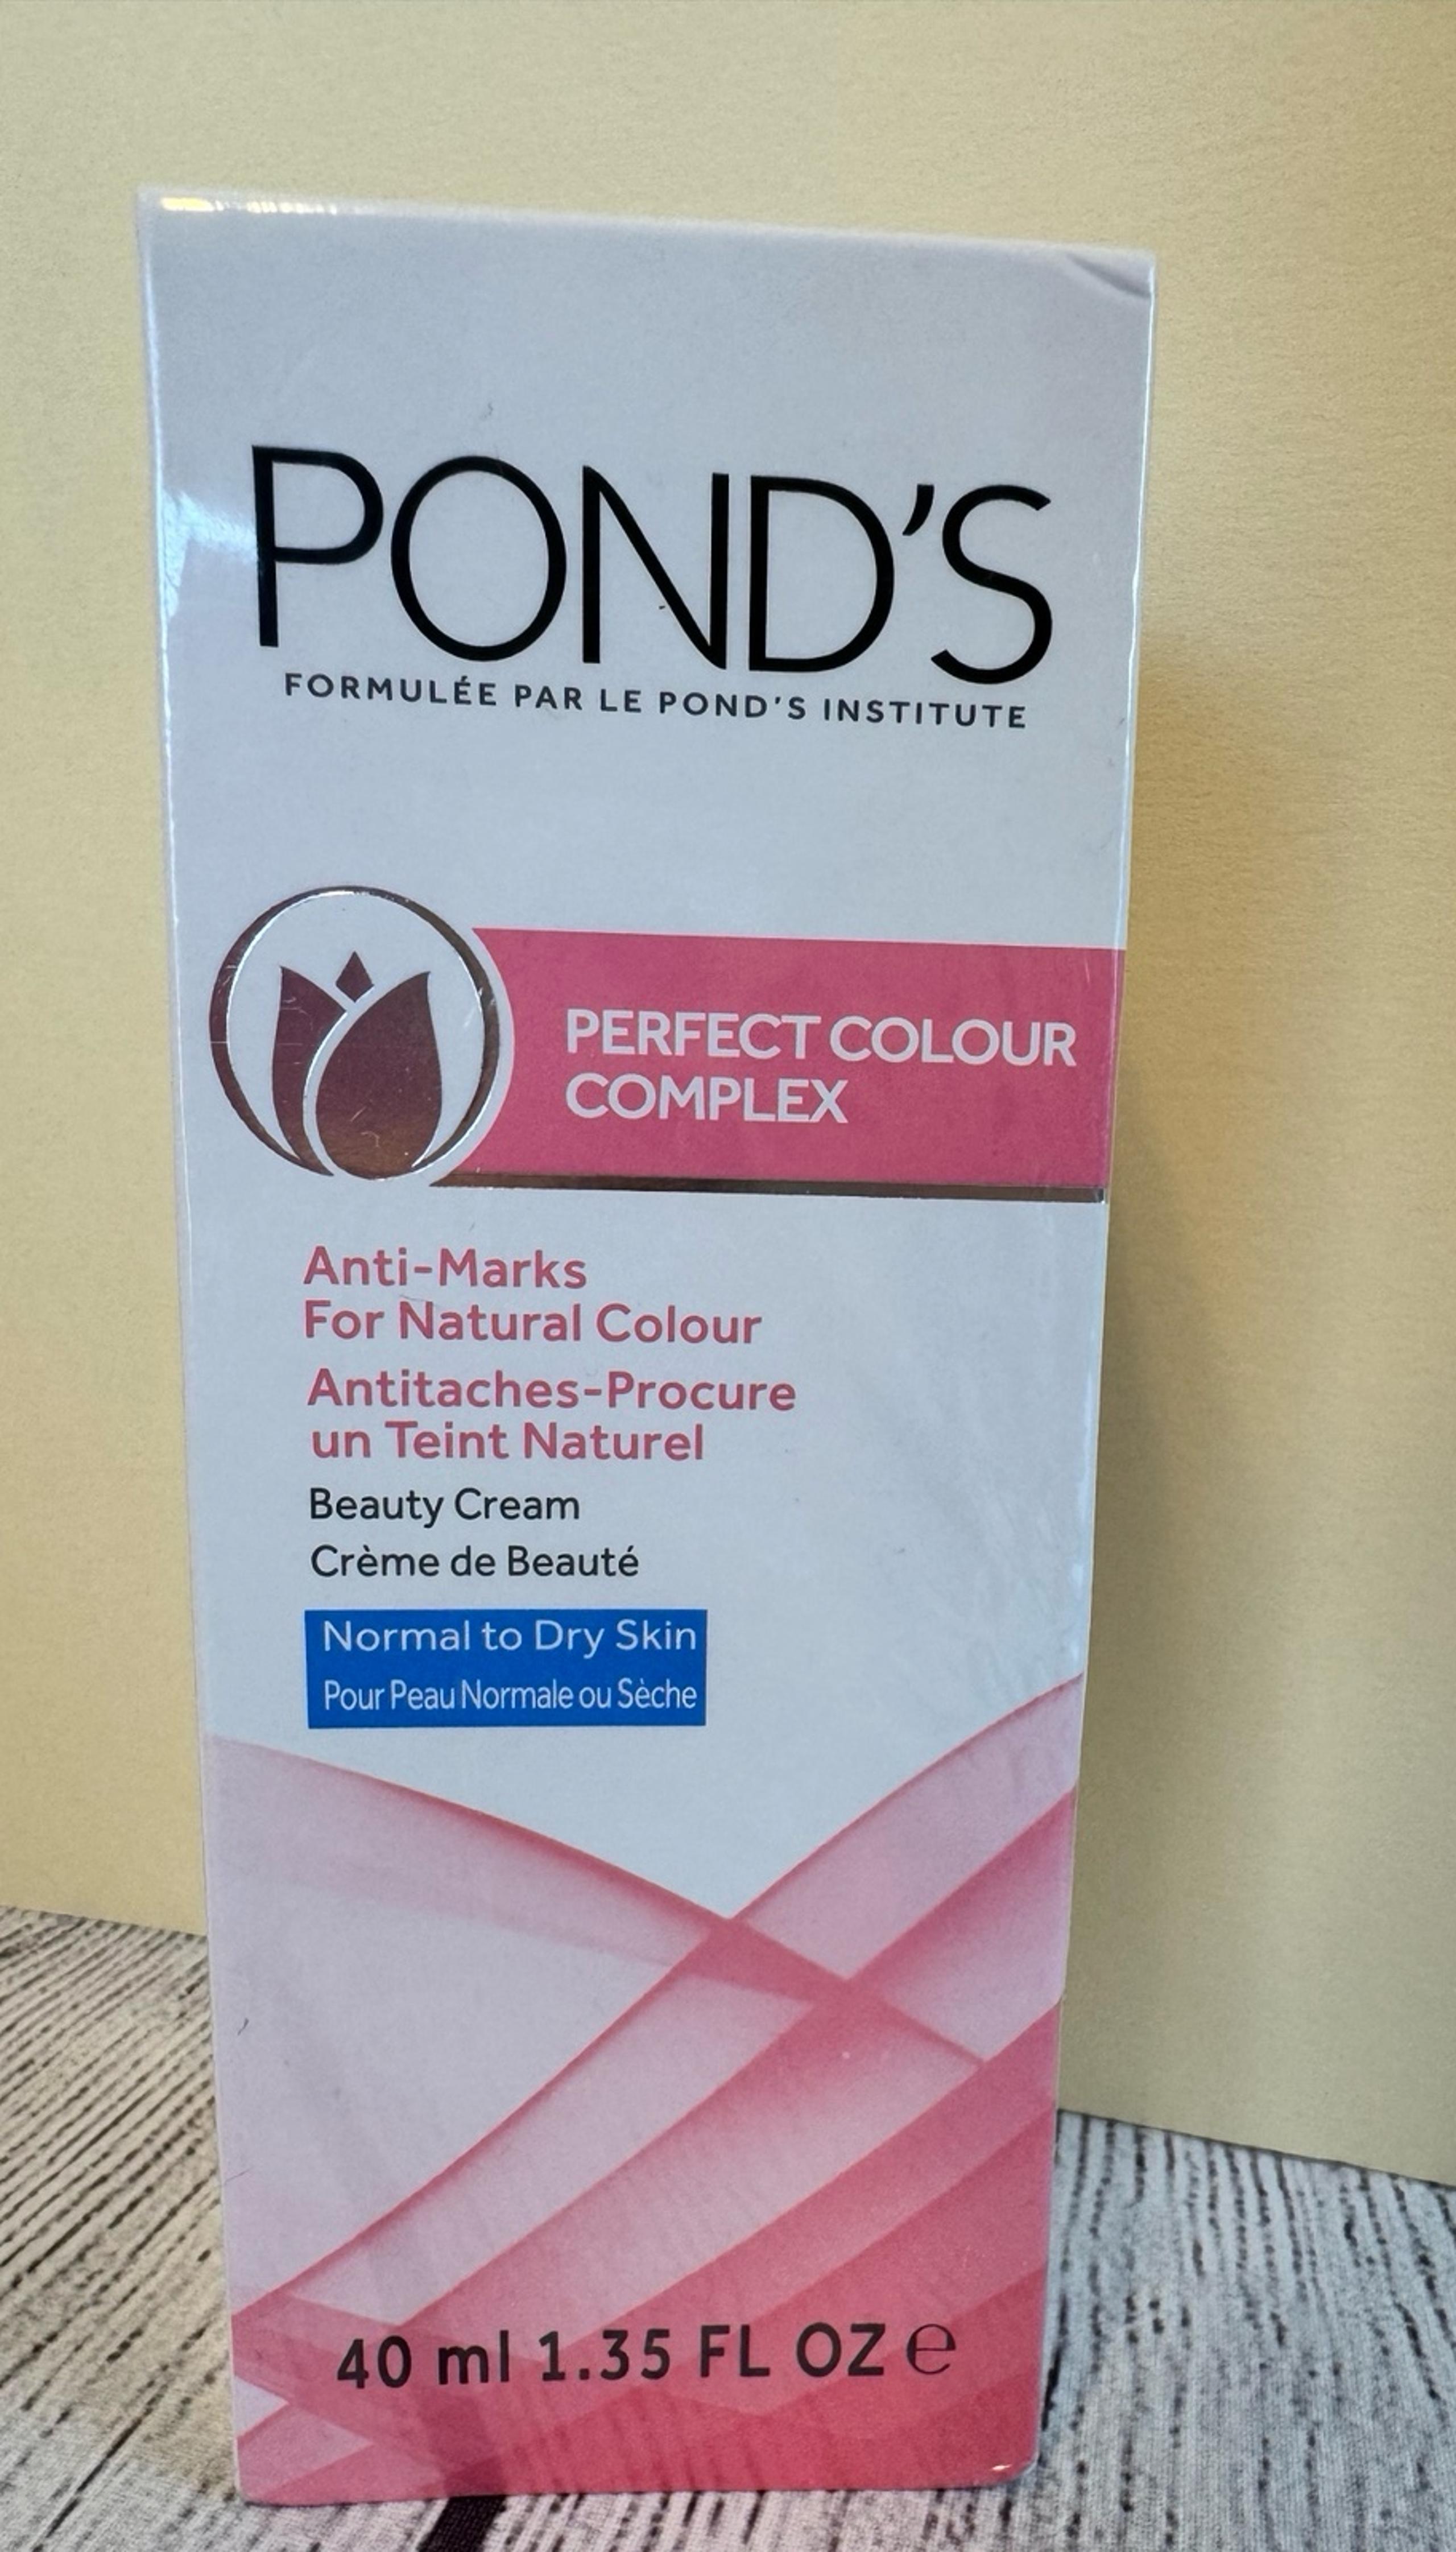 POND'S
FORMULÉE PAR LE POND'S INSTITUTE
PERFECT COLOUR
COMPLEX
Anti-Marks
For Natural Colour
Antitaches-Procure
un Teint Naturel
Beauty Cream
Crème de Beauté
Normal to Dry Skin
Pour Peau Normale ou Sèche
40 ml 1.35 FL OZ ℮